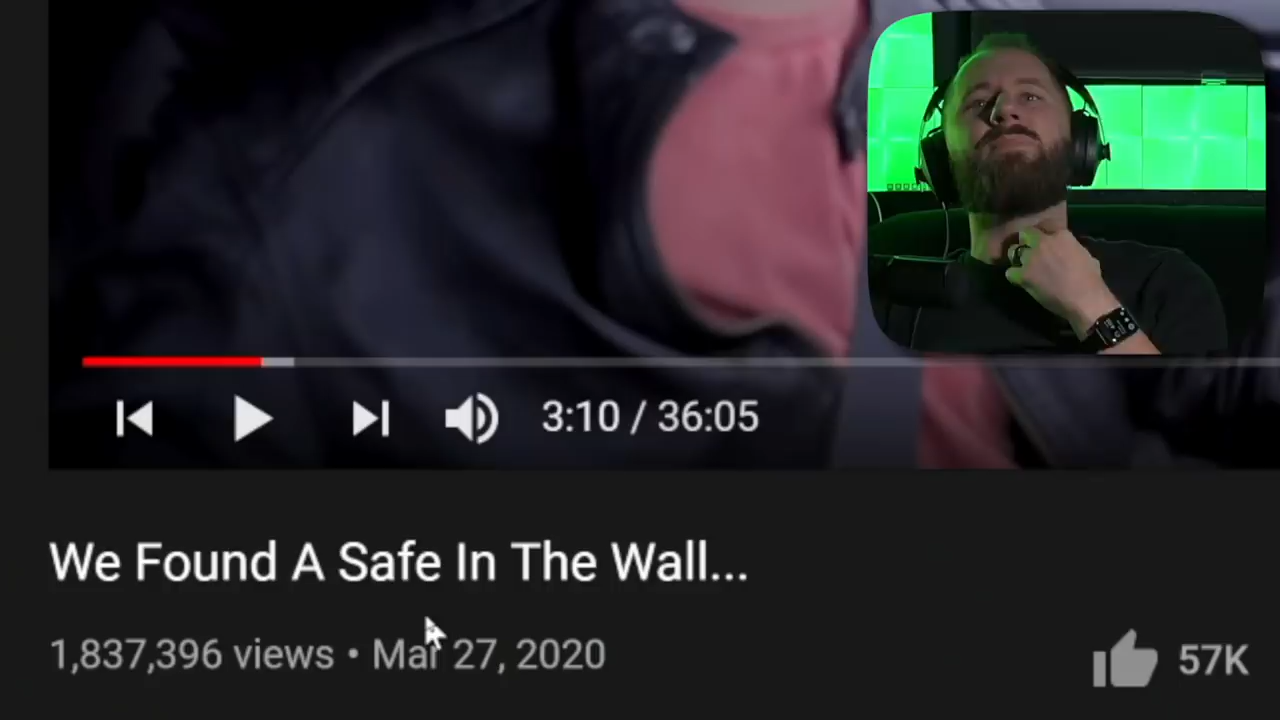 3:10 / 36:05
We Found A Safe In The Wall...
1,837,396 views • Mar 27, 2020
57K